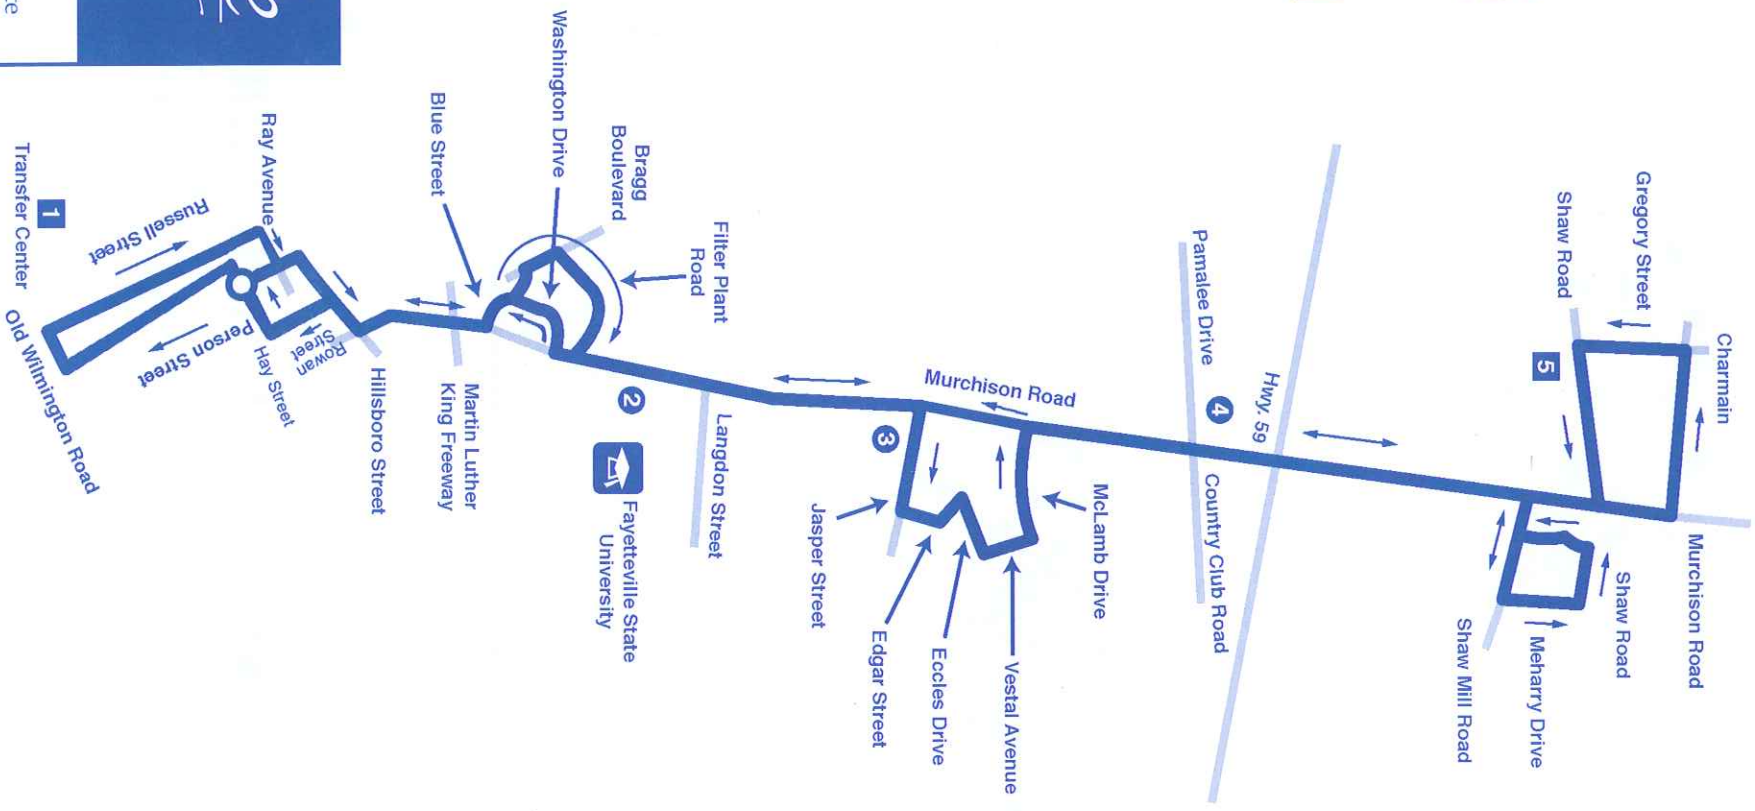 1
Transfer Center
Old Wilmington Road
Russell Street
Person Street
Ray Avenue
Hay Street
Rowan
Street
Hillsboro Street
Martin Luther
King Freeway
Blue Street
Washington Drive
Bragg
Boulevard
Filter Plant
Road
2
Fayetteville State
University
Langdon Street
Murchison Road
3
Jasper Street
Edgar Street
Eccles Drive
Vestal Avenue
McLamb Drive
Pamalee Drive
4
Country Club Road
Hwy. 59
Shaw Road
Gregory Street
Charmain
5
Murchison Road
Shaw Road
Meharry Drive
Shaw Mill Road